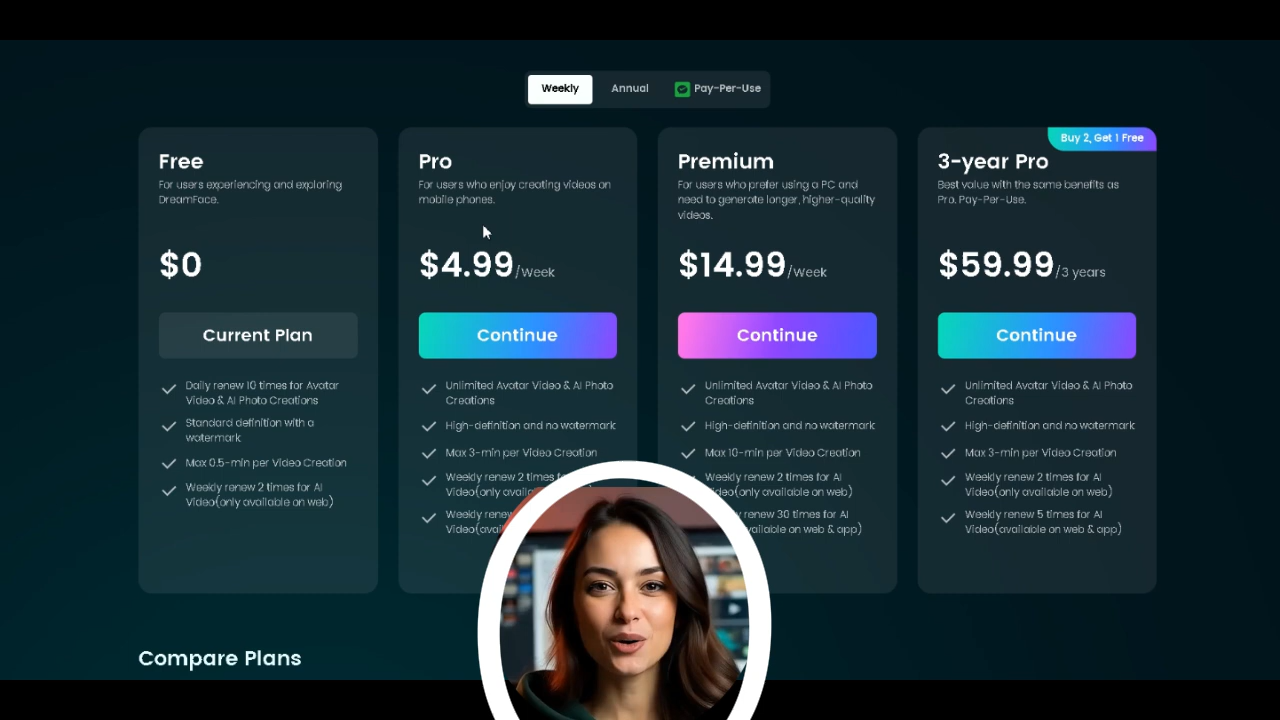 Weekly
Annual
Pay-Per-Use
Free
For users experiencing and exploring
DreamFace.
$0
Current Plan
Daily renew 10 times for Avatar
Video & AI Photo Creations
Standard definition with a
watermark
Max 0.5-min per Video Creation
Weekly renew 2 times for AI
Video(only available on web)
Pro
For users who enjoy creating videos on
mobile phones.
$4.99/Week
Continue
Unlimited Avatar Video & AI Photo
Creations
High-definition and no watermark
Max 3-min per Video Creation
Weekly renew 2 times
Weekly
Premium
For users who prefer using a PC and
need to generate longer, higher-quality
videos.
$14.99/Week
Continue
Unlimited Avatar Video & AI Photo
Creations
High-definition and no watermark
Max 10-min per Video Creation
Weekly renew 2 times for AI
available on web)
renew 30 times for AI
available on web & app)
Buy 2, Get 1 Free
3-year Pro
Best value with the same benefits as
Pro. Pay-Per-Use.
$59.99/3 years
Continue
Unlimited Avatar Video & AI Photo
Creations
High-definition and no watermark
Max 3-min per Video Creation
Weekly renew 2 times for AI
Video(only available on web)
Weekly renew 5 times for AI
Video(available on web & app)
Compare Plans